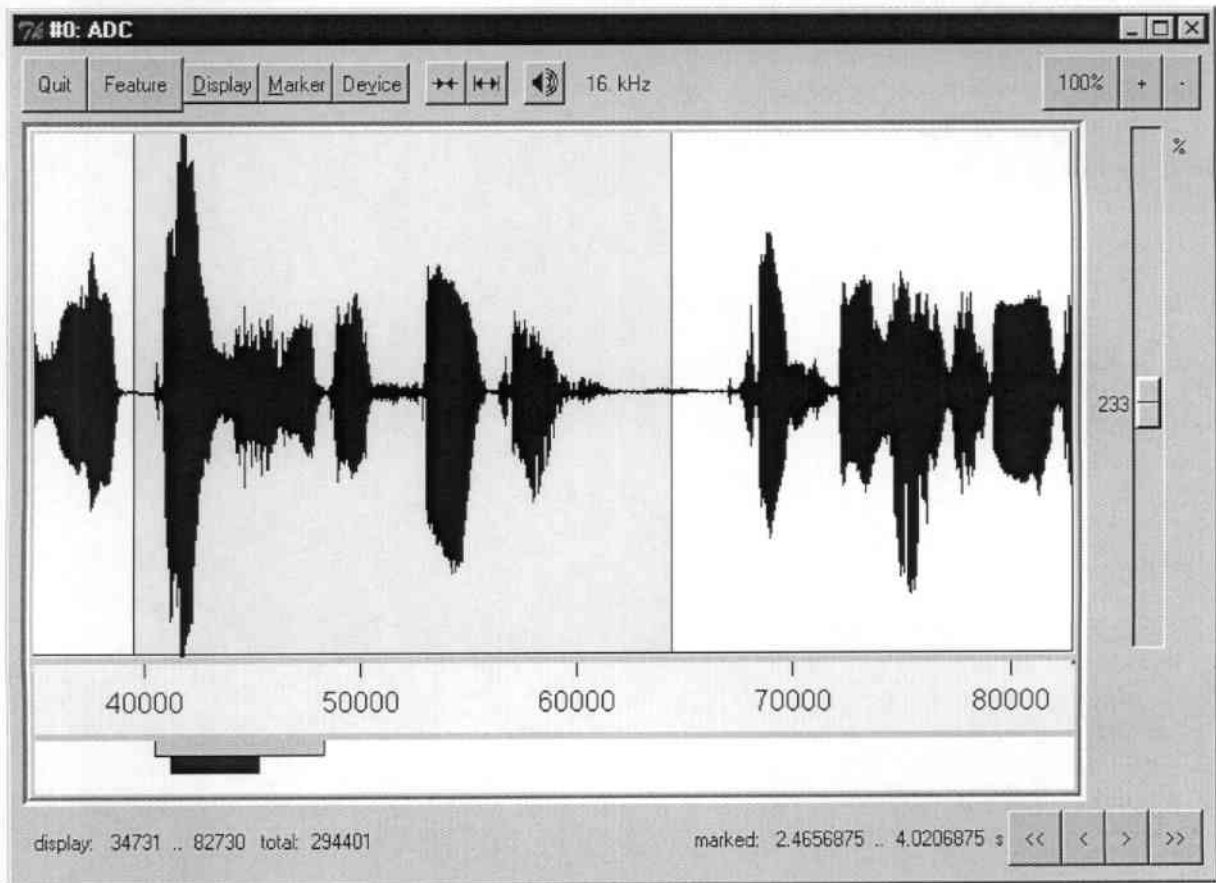 7k #0: ADC
Quit Feature Display Marker Device 16. kHz 100% + -
%
233
40000 50000 60000 70000 80000
display: 34731 .. 82730 total: 294401 marked: 2.4656875 .. 4.0206875 s << < > >>